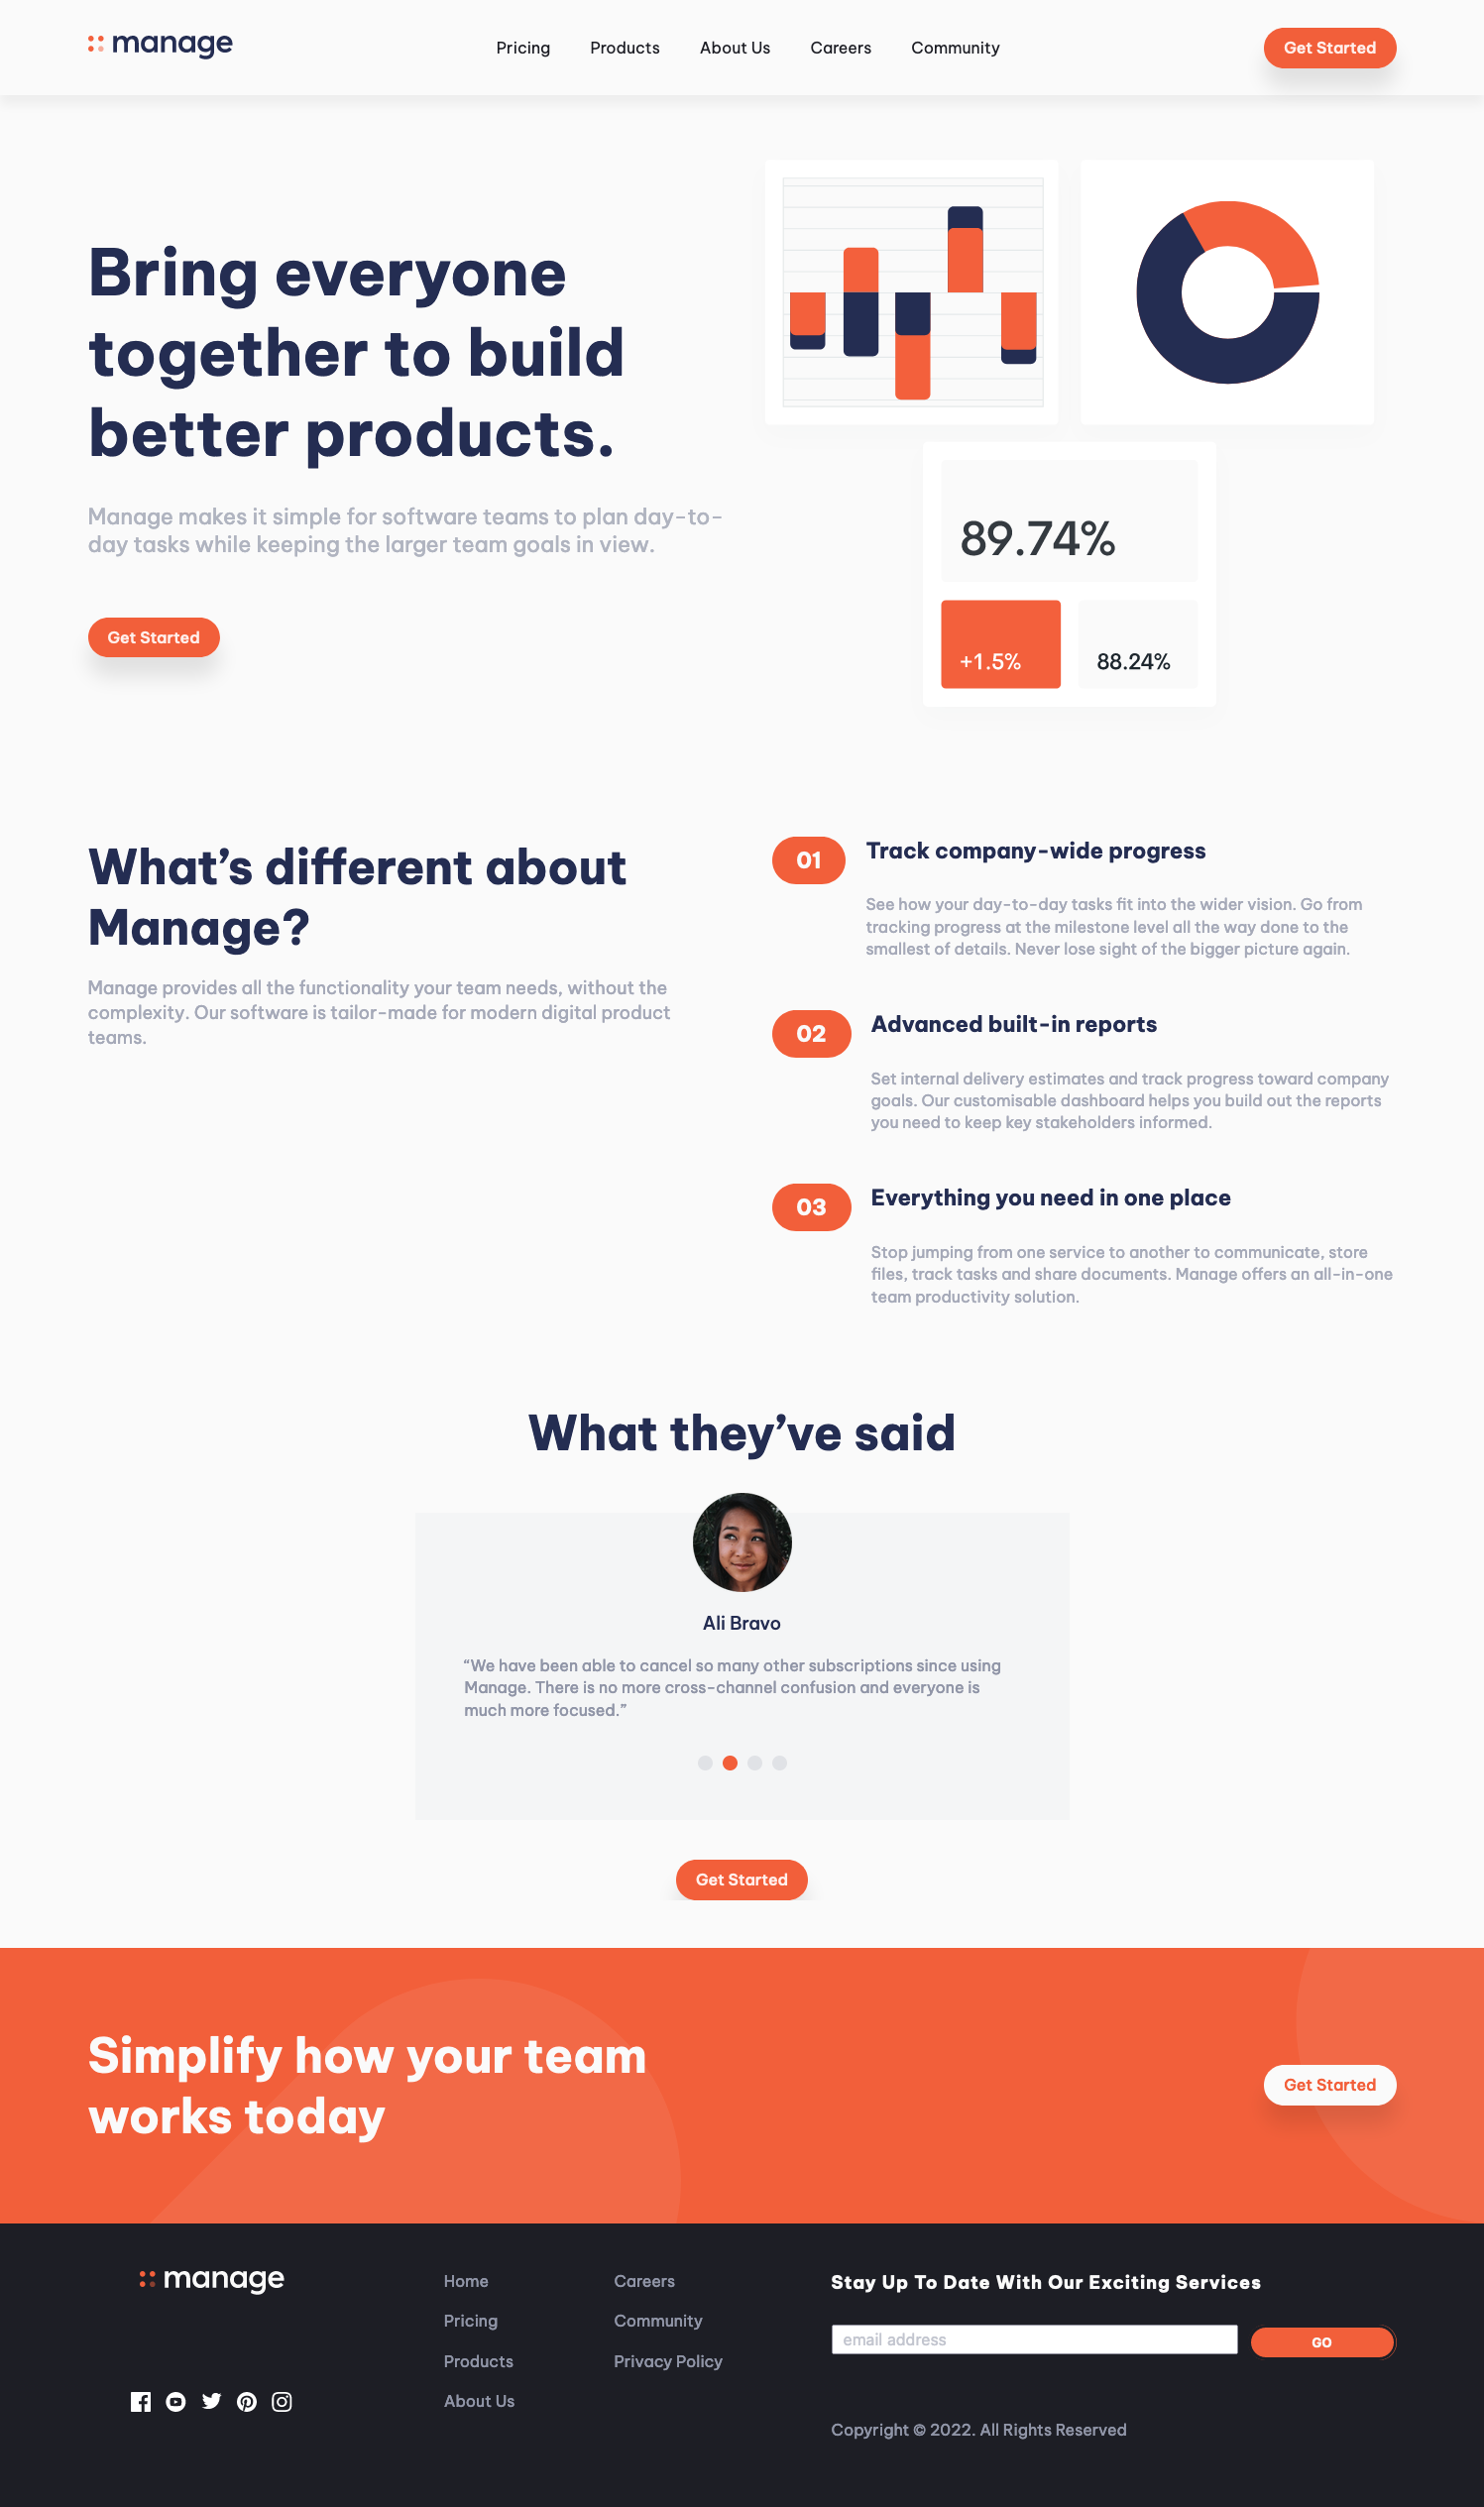 manage
Pricing
Products
About Us
Careers
Community
Get Started
Bring everyone
together to build
better products.
Manage makes it simple for software teams to plan day-to-
day tasks while keeping the larger team goals in view.
Get Started
89.74%
+1.5%
88.24%
What’s different about
Manage?
Manage provides all the functionality your team needs, without the
complexity. Our software is tailor-made for modern digital product
teams.
01
Track company-wide progress
See how your day-to-day tasks fit into the wider vision. Go from
tracking progress at the milestone level all the way done to the
smallest of details. Never lose sight of the bigger picture again.
02
Advanced built-in reports
Set internal delivery estimates and track progress toward company
goals. Our customisable dashboard helps you build out the reports
you need to keep key stakeholders informed.
03
Everything you need in one place
Stop jumping from one service to another to communicate, store
files, track tasks and share documents. Manage offers an all-in-one
team productivity solution.
What they’ve said
Ali Bravo
“We have been able to cancel so many other subscriptions since using
Manage. There is no more cross-channel confusion and everyone is
much more focused.”
Get Started
Simplify how your team
works today
Get Started
manage
Home
Pricing
Products
About Us
Careers
Community
Privacy Policy
Stay Up To Date With Our Exciting Services
email address
GO
Copyright © 2022. All Rights Reserved